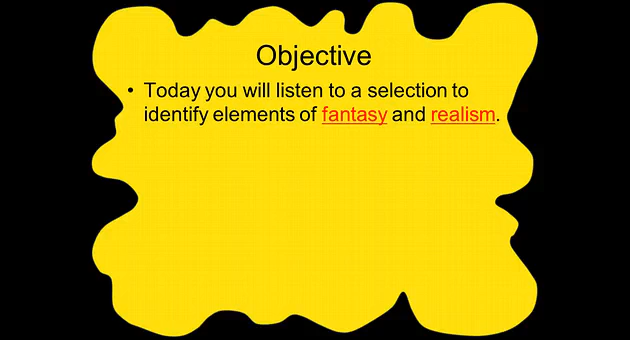 Objective
• Today you will listen to a selection to
identify elements of fantasy and realism.